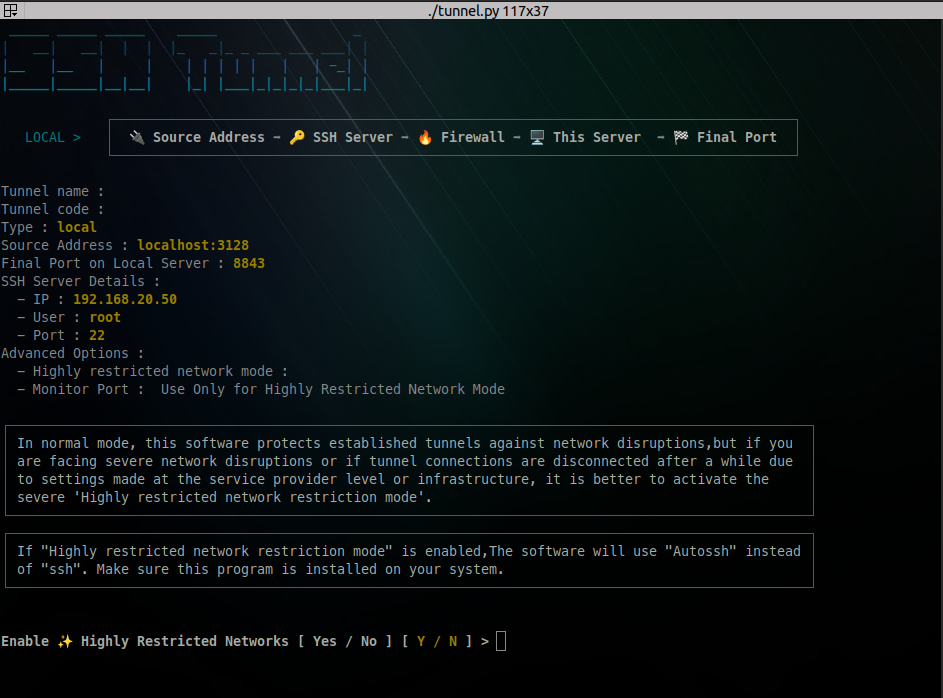 ./tunnel.py 117x37
SSH Tunnel
LOCAL > 🔌 Source Address - 🔑 SSH Server - 🔥 Firewall - 🖥️ This Server - 🏁 Final Port
Tunnel name :
Tunnel code :
Type : local
Source Address : localhost:3128
Final Port on Local Server : 8843
SSH Server Details :
- IP : 192.168.20.50
- User : root
- Port : 22
Advanced Options :
- Highly restricted network mode :
- Monitor Port :  Use Only for Highly Restricted Network Mode
In normal mode, this software protects established tunnels against network disruptions,but if you
are facing severe network disruptions or if tunnel connections are disconnected after a while due
to settings made at the service provider level or infrastructure, it is better to activate the
severe 'Highly restricted network restriction mode'.
If "Highly restricted network restriction mode" is enabled,The software will use "Autossh" instead
of "ssh". Make sure this program is installed on your system.
Enable ✨ Highly Restricted Networks [ Yes / No ] [ Y / N ] >